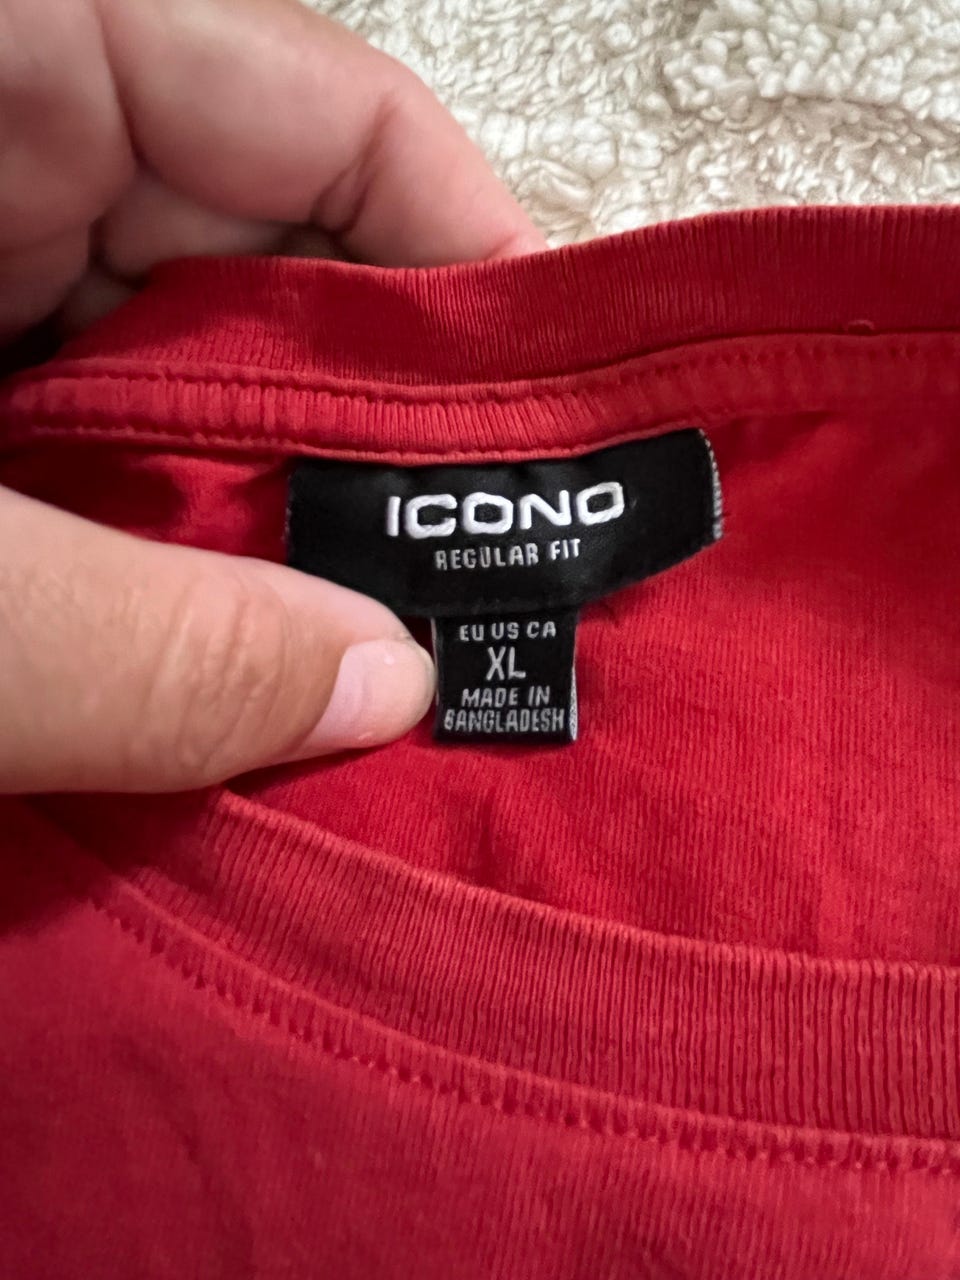 ICONO
REGULAR FIT
EU US CA
XL
MADE IN
BANGLADESH